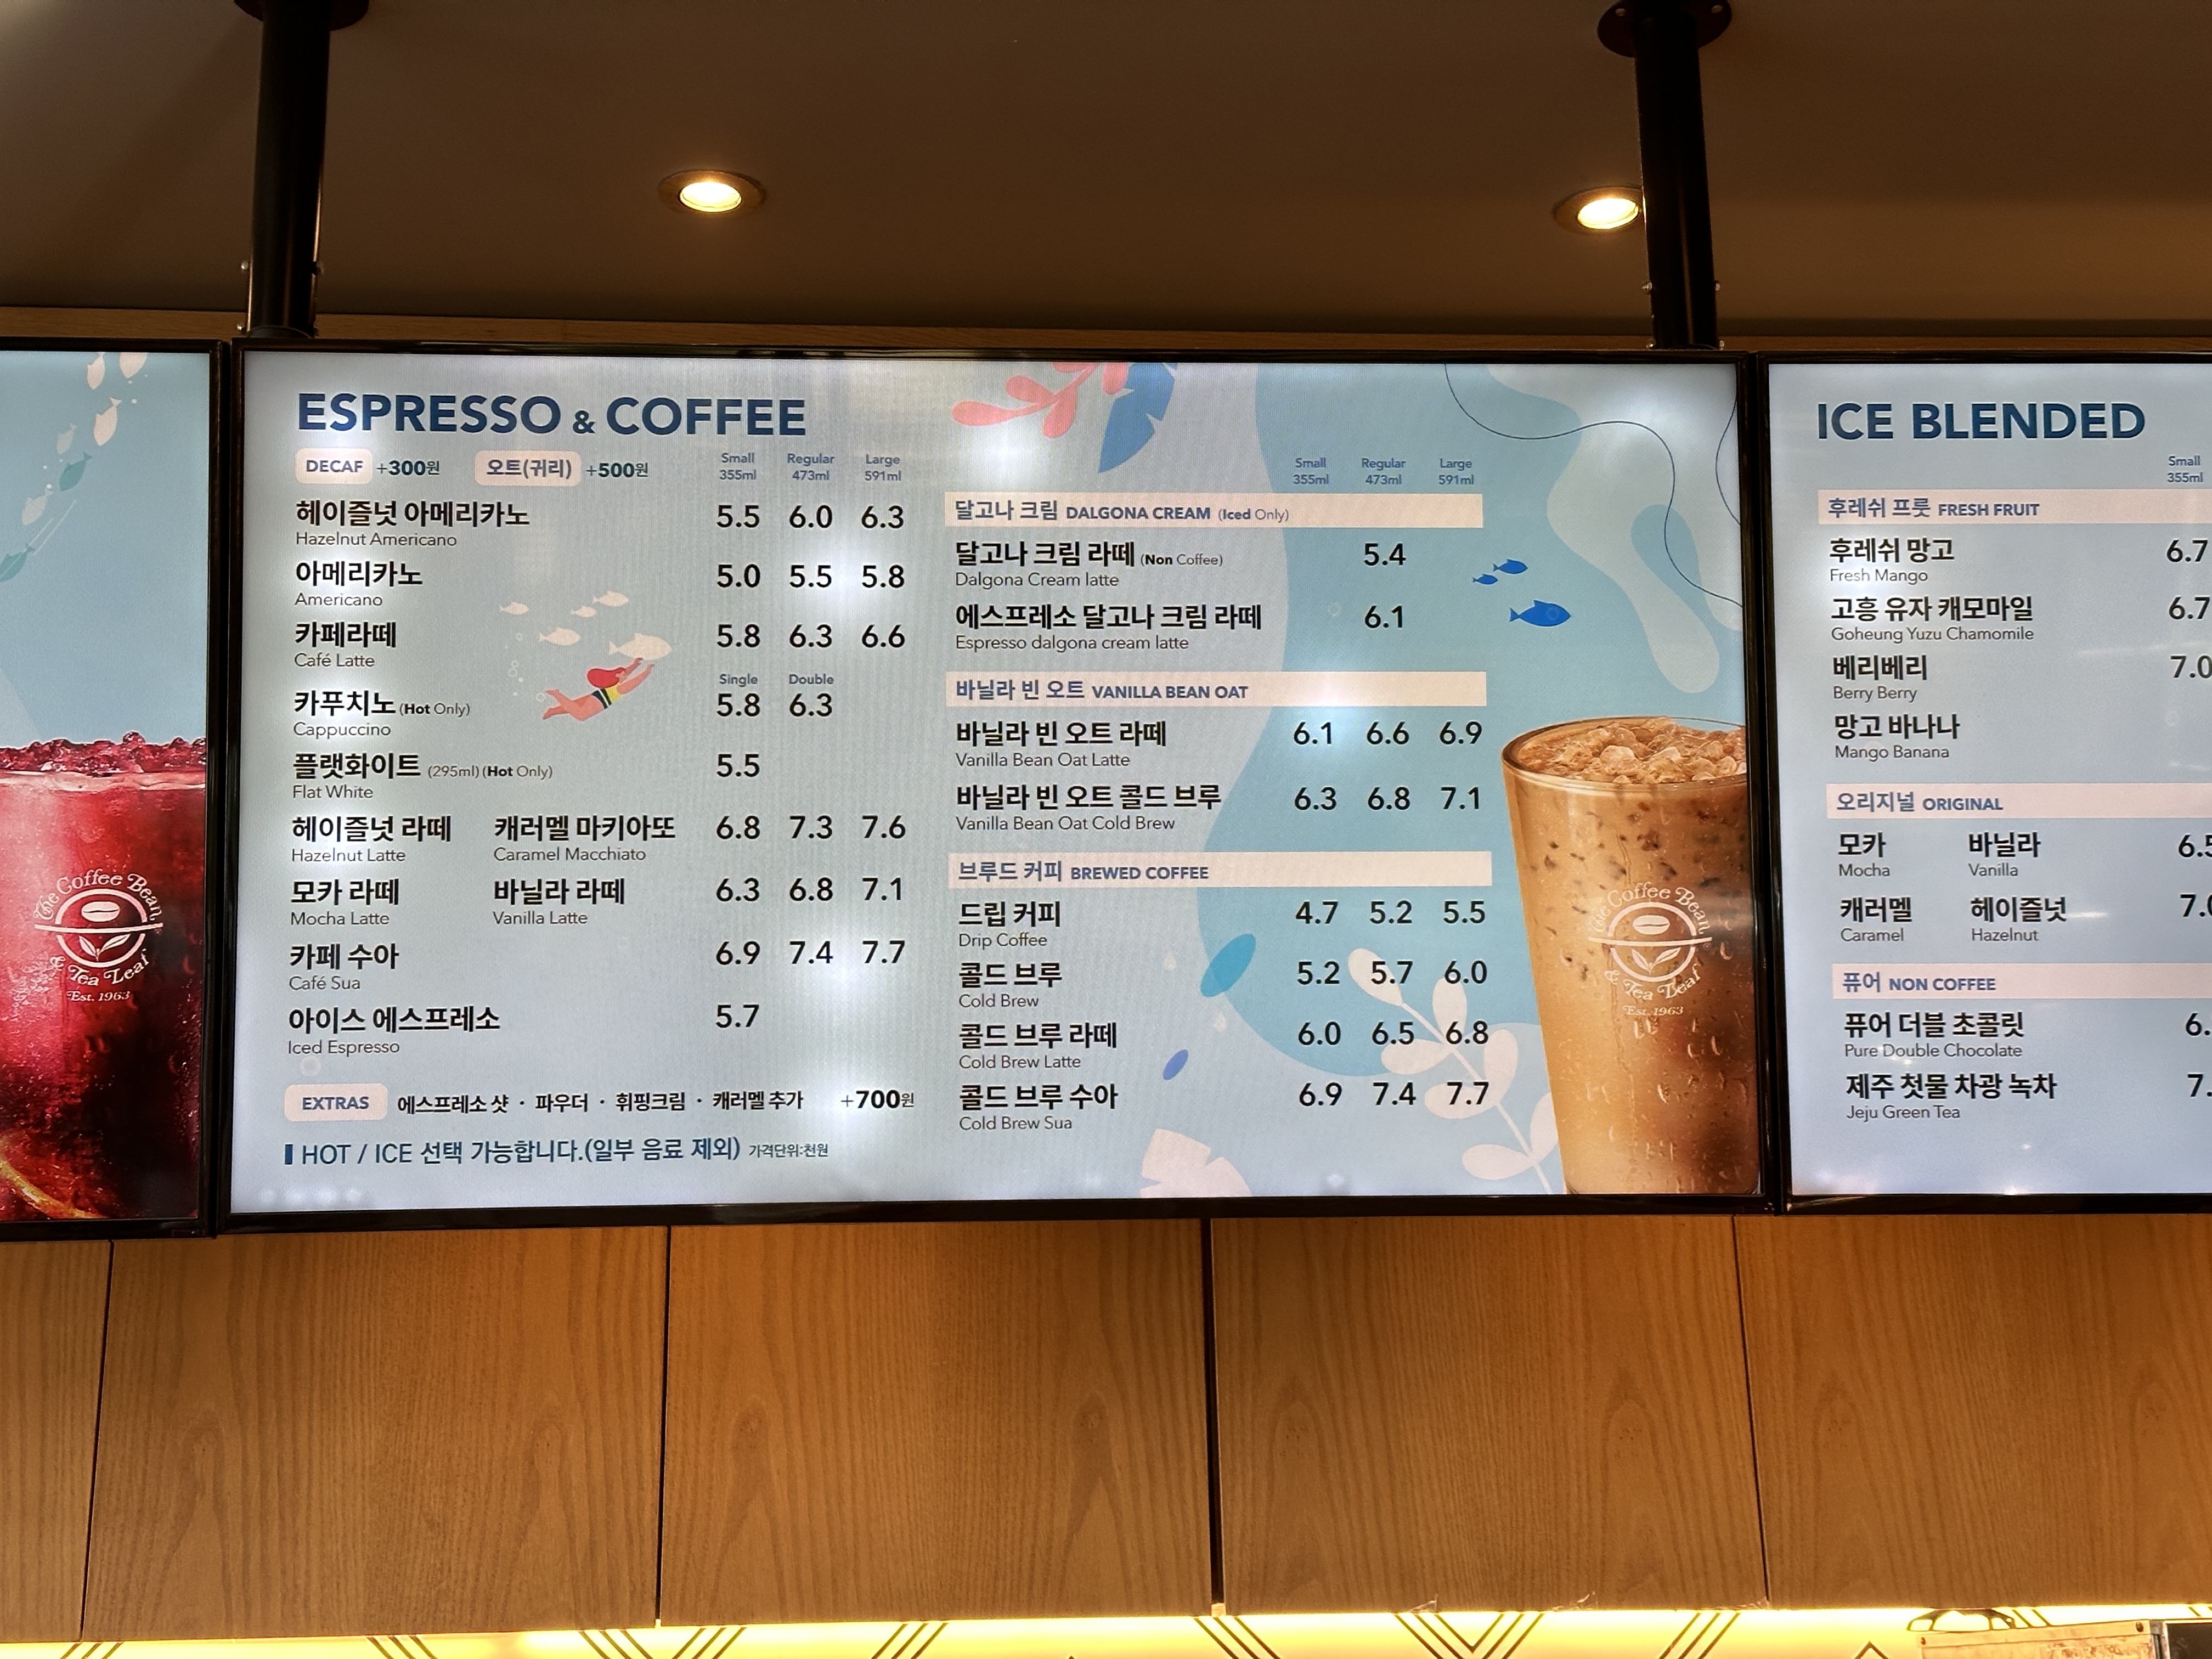 The Coffee Bean
& Tea Leaf
Est. 1963
ESPRESSO & COFFEE
DECAF +300원 오트(귀리) +500원
Small Regular Large
355ml 473ml 591ml
헤이즐넛 아메리카노 5.5 6.0 6.3
Hazelnut Americano
아메리카노 5.0 5.5 5.8
Americano
카페라떼 5.8 6.3 6.6
Café Latte
Single Double
카푸치노 (Hot Only) 5.8 6.3
Cappuccino
플랫화이트 (295ml) (Hot Only) 5.5
Flat White
헤이즐넛 라떼 캐러멜 마키아또 6.8 7.3 7.6
Hazelnut Latte Caramel Macchiato
모카 라떼 바닐라 라떼 6.3 6.8 7.1
Mocha Latte Vanilla Latte
카페 수아 6.9 7.4 7.7
Café Sua
아이스 에스프레소 5.7
Iced Espresso
EXTRAS 에스프레소 샷 · 파우더 · 휘핑크림 · 캐러멜 추가 +700원
HOT / ICE 선택 가능합니다.(일부 음료 제외) 가격단위:천원
Small Regular Large
355ml 473ml 591ml
달고나 크림 DALGONA CREAM (Iced Only)
달고나 크림 라떼 (Non Coffee) 5.4
Dalgona Cream latte
에스프레소 달고나 크림 라떼 6.1
Espresso dalgona cream latte
바닐라 빈 오트 VANILLA BEAN OAT
바닐라 빈 오트 라떼 6.1 6.6 6.9
Vanilla Bean Oat Latte
바닐라 빈 오트 콜드 브루 6.3 6.8 7.1
Vanilla Bean Oat Cold Brew
브루드 커피 BREWED COFFEE
드립 커피 4.7 5.2 5.5
Drip Coffee
콜드 브루 5.2 5.7 6.0
Cold Brew
콜드 브루 라떼 6.0 6.5 6.8
Cold Brew Latte
콜드 브루 수아 6.9 7.4 7.7
Cold Brew Sua
The Coffee Bean
& Tea Leaf
Est. 1963
ICE BLENDED
Small
355ml
후레쉬 프룻 FRESH FRUIT
후레쉬 망고 6.7
Fresh Mango
고흥 유자 캐모마일 6.7
Goheung Yuzu Chamomile
베리베리 7.0
Berry Berry
망고 바나나
Mango Banana
오리지널 ORIGINAL
모카 바닐라 6.5
Mocha Vanilla
캐러멜 헤이즐넛 7.0
Caramel Hazelnut
퓨어 NON COFFEE
퓨어 더블 초콜릿 6.
Pure Double Chocolate
제주 첫물 차광 녹차 7.
Jeju Green Tea